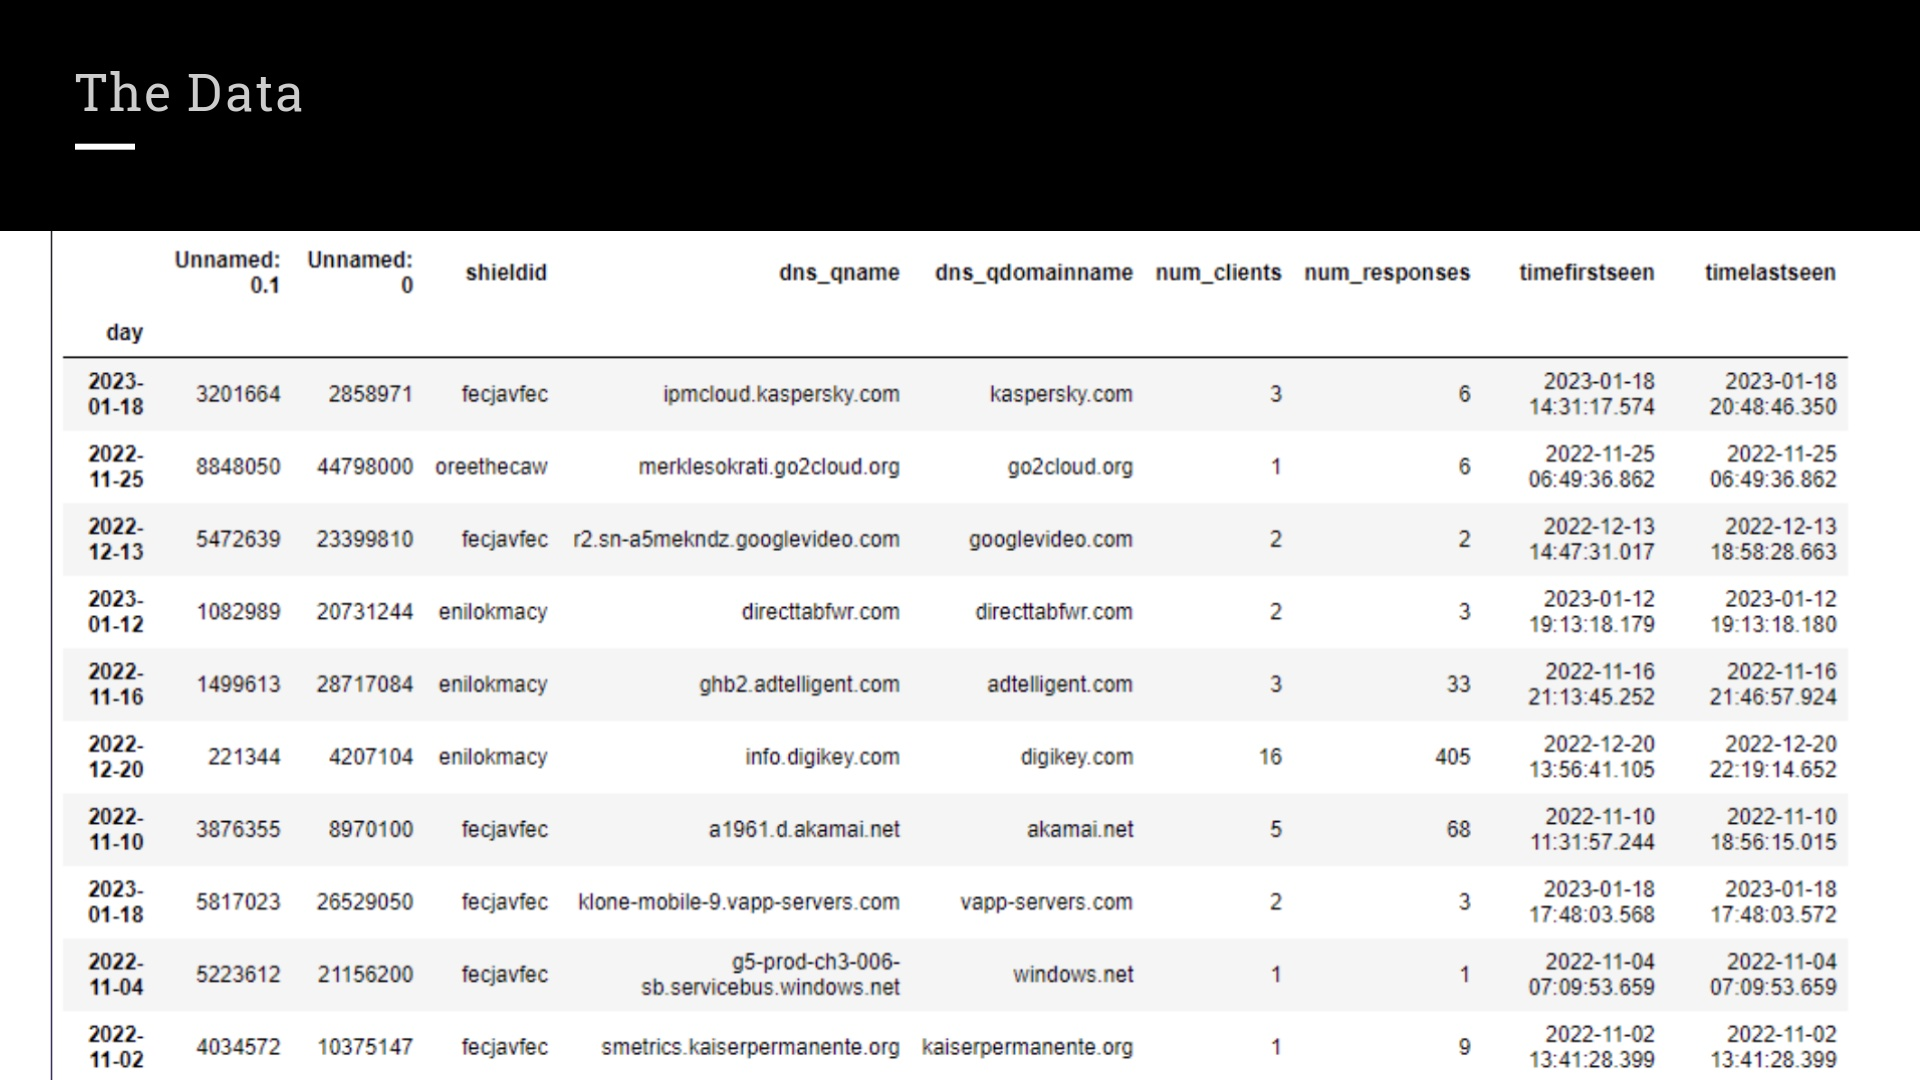 The Data
Unnamed: 0.1 Unnamed: 0 shieldid dns_qname dns_qdomainname num_clients num_responses timefirstseen timelastseen
day
2023-01-18 3201664 2858971 fecjavfec ipmcloud.kaspersky.com kaspersky.com 3 6 2023-01-18 14:31:17.574 2023-01-18 20:48:46.350
2022-11-25 8848050 44798000 oreethecaw merklesokrati.go2cloud.org go2cloud.org 1 6 2022-11-25 06:49:36.862 2022-11-25 06:49:36.862
2022-12-13 5472639 23399810 fecjavfec r2.sn-a5mekndz.googlevideo.com googlevideo.com 2 2 2022-12-13 14:47:31.017 2022-12-13 18:58:28.663
2023-01-12 1082989 20731244 enilokmacy directtabfwr.com directtabfwr.com 2 3 2023-01-12 19:13:18.179 2023-01-12 19:13:18.180
2022-11-16 1499613 28717084 enilokmacy ghb2.adtelligent.com adtelligent.com 3 33 2022-11-16 21:13:45.252 2022-11-16 21:46:57.924
2022-12-20 221344 4207104 enilokmacy info.digikey.com digikey.com 16 405 2022-12-20 13:56:41.105 2022-12-20 22:19:14.652
2022-11-10 3876355 8970100 fecjavfec a1961.d.akamai.net akamai.net 5 68 2022-11-10 11:31:57.244 2022-11-10 18:56:15.015
2023-01-18 5817023 26529050 fecjavfec klone-mobile-9.vapp-servers.com vapp-servers.com 2 3 2023-01-18 17:48:03.568 2023-01-18 17:48:03.572
2022-11-04 5223612 21156200 fecjavfec g5-prod-ch3-006-sb.servicebus.windows.net windows.net 1 1 2022-11-04 07:09:53.659 2022-11-04 07:09:53.659
2022-11-02 4034572 10375147 fecjavfec smetrics.kaiserpermanente.org kaiserpermanente.org 1 9 2022-11-02 13:41:28.399 2022-11-02 13:41:28.399